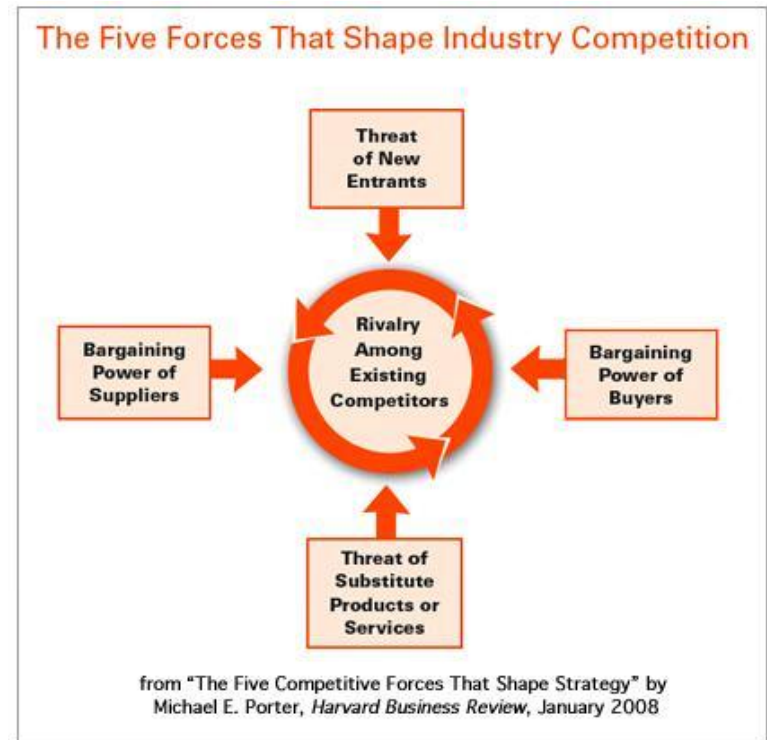 The Five Forces That Shape Industry Competition
Threat
of New
Entrants
Bargaining
Power of
Suppliers
Rivalry
Among
Existing
Competitors
Bargaining
Power of
Buyers
Threat of
Substitute
Products or
Services
from “The Five Competitive Forces That Shape Strategy” by
Michael E. Porter, Harvard Business Review, January 2008